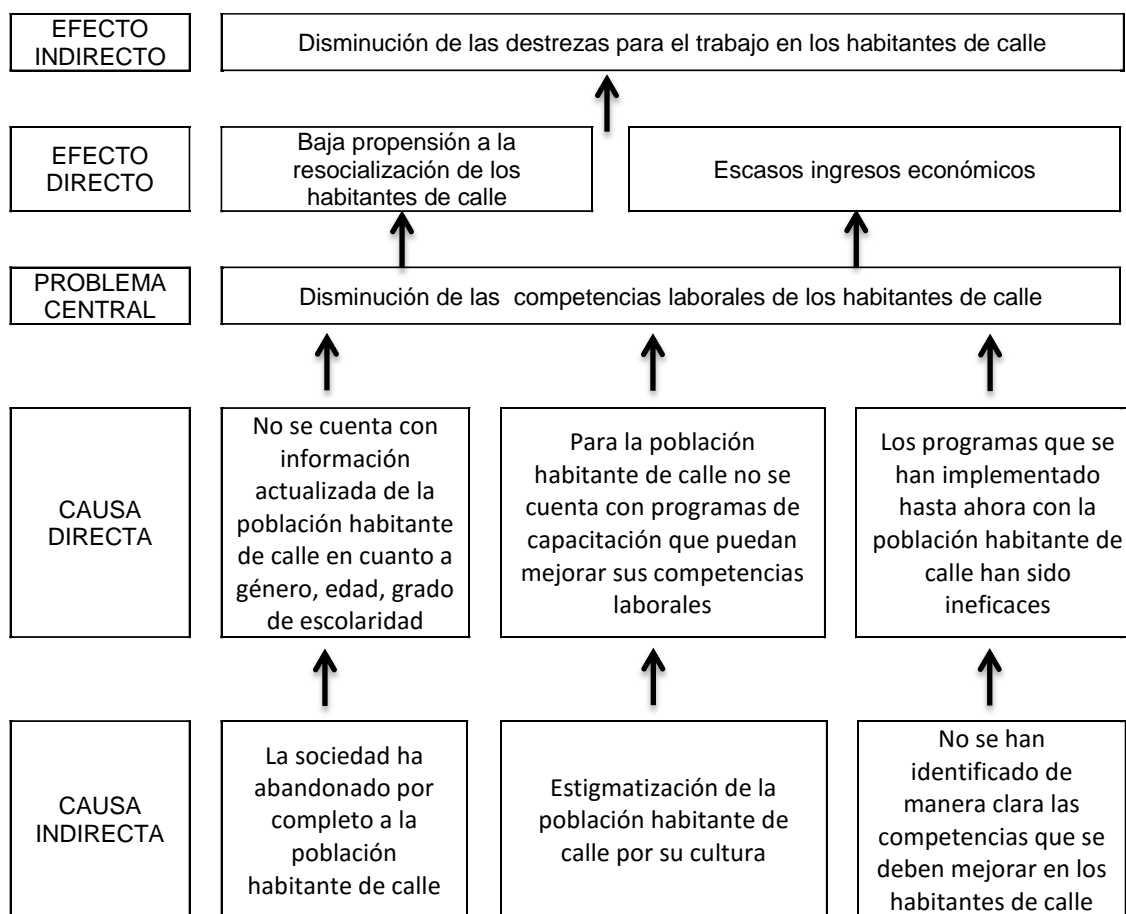 EFECTO
INDIRECTO
Disminución de las destrezas para el trabajo en los habitantes de calle
EFECTO
DIRECTO
Baja propensión a la
resocialización de los
habitantes de calle
Escasos ingresos económicos
PROBLEMA
CENTRAL
Disminución de las  competencias laborales de los habitantes de calle
CAUSA
DIRECTA
No se cuenta con
información
actualizada de la
población habitante
de calle en cuanto a
género, edad, grado
de escolaridad
Para la población
habitante de calle no se
cuenta con programas de
capacitación que puedan
mejorar sus competencias
laborales
Los programas que se
han implementado
hasta ahora con la
población habitante de
calle han sido
ineficaces
CAUSA
INDIRECTA
La sociedad ha
abandonado por
completo a la
población
habitante de calle
Estigmatización de la
población habitante de
calle por su cultura
No se han
identificado de
manera clara las
competencias que se
deben mejorar en los
habitantes de calle